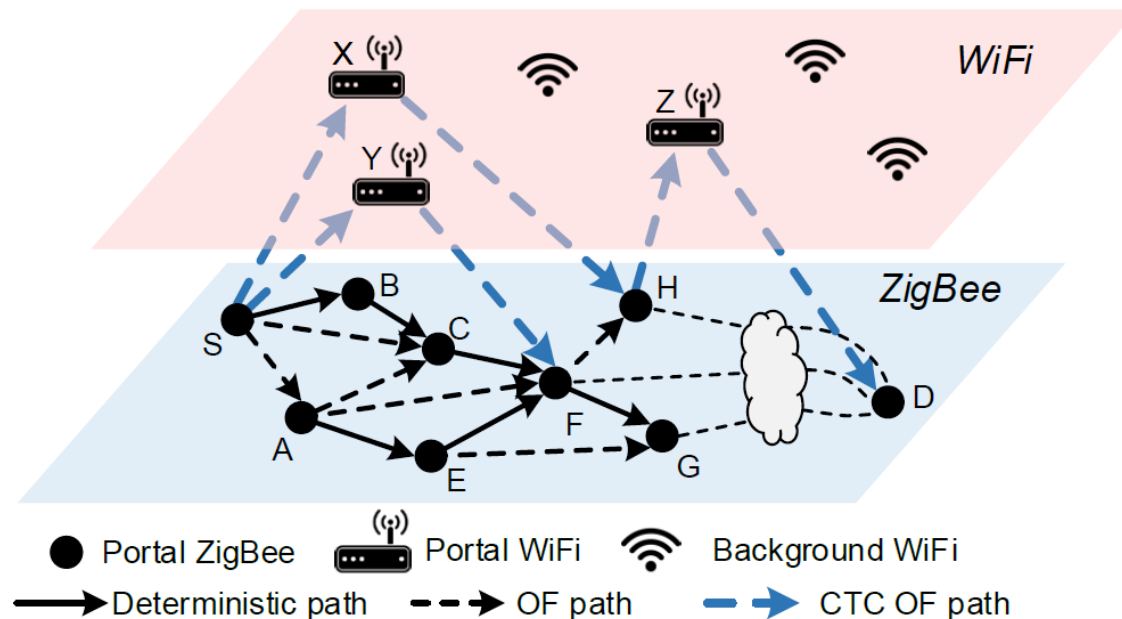 X
WiFi
Z
Y
ZigBee
B
H
S
C
D
F
A
G
E
Portal ZigBee
Portal WiFi
Background WiFi
Deterministic path
OF path
CTC OF path